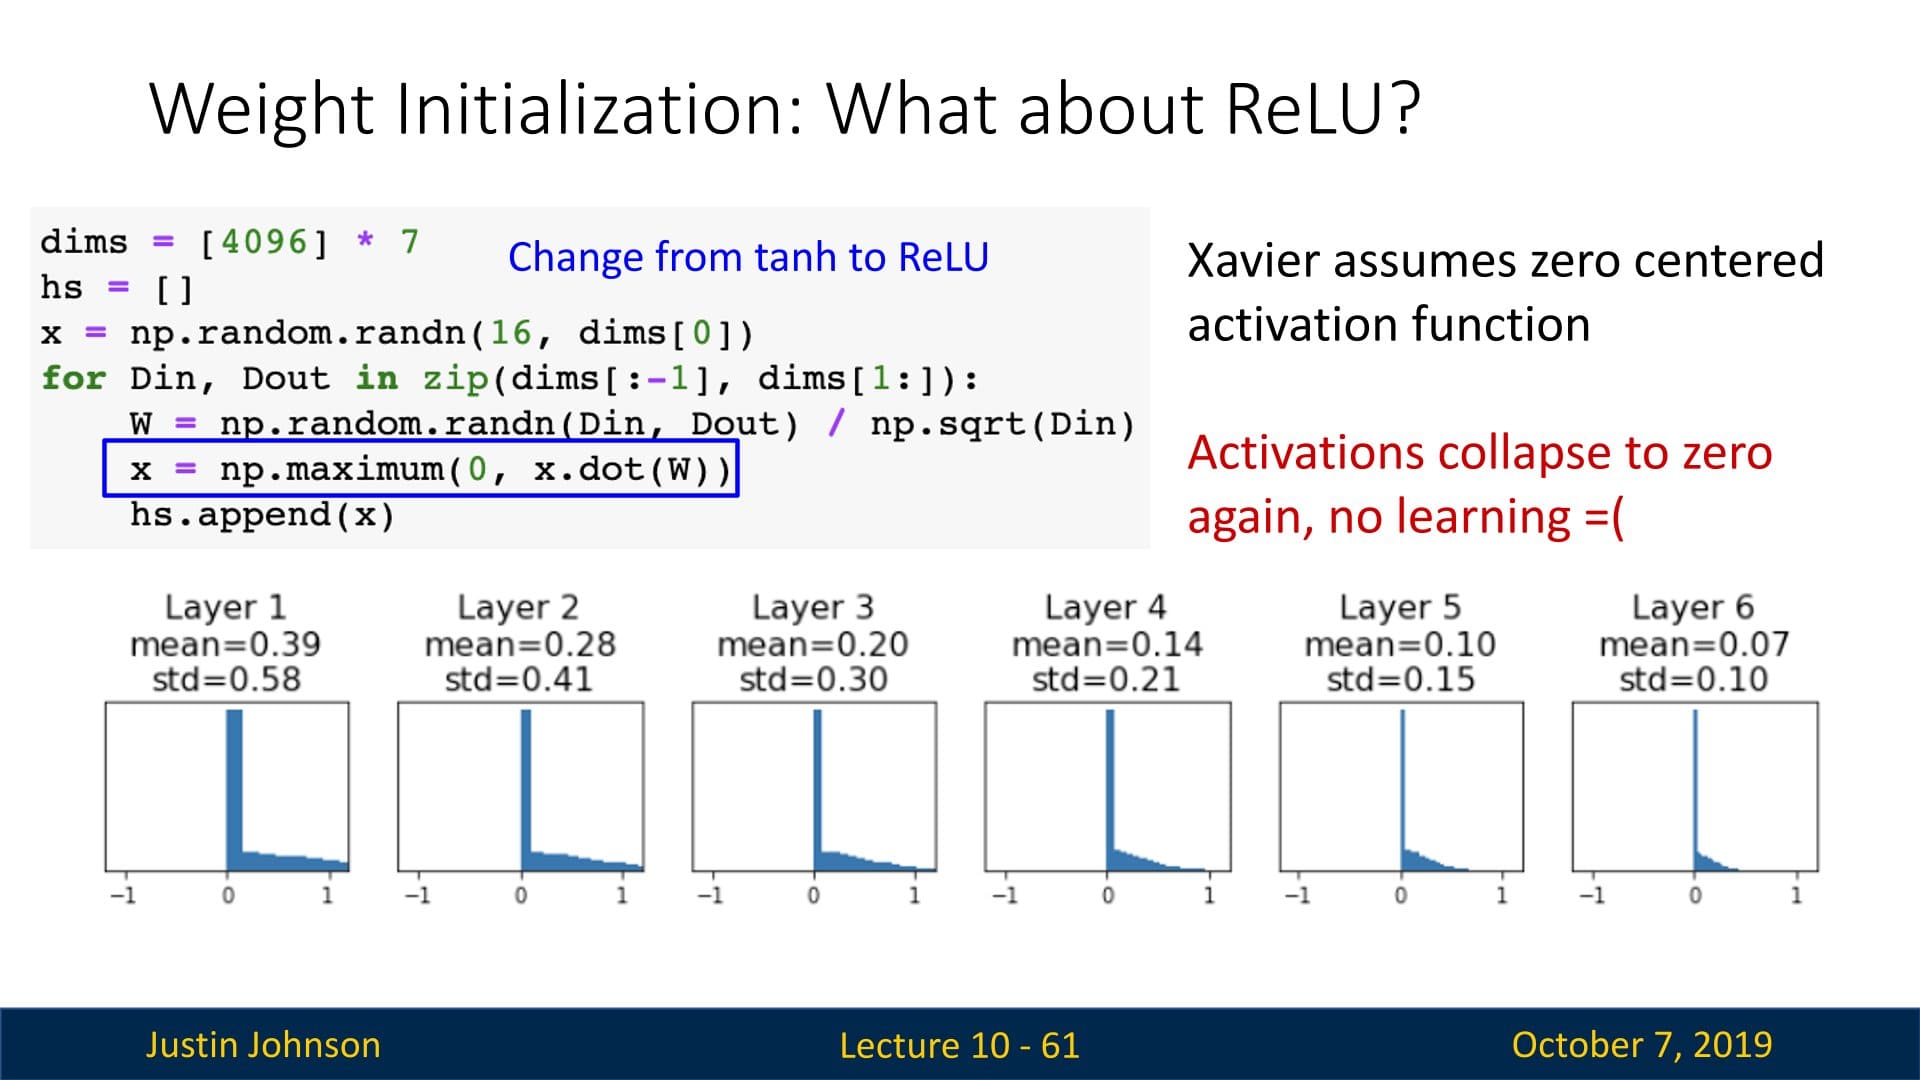 Weight Initialization: What about ReLU?
dims = [4096] * 7
Change from tanh to ReLU
hs = []
x = np.random.randn(16, dims[0])
for Din, Dout in zip(dims[:-1], dims[1:]):
    W = np.random.randn(Din, Dout) / np.sqrt(Din)
    x = np.maximum(0, x.dot(W))
    hs.append(x)
Xavier assumes zero centered
activation function
Activations collapse to zero
again, no learning =(
Layer 1
mean=0.39
std=0.58
-1 0 1
Layer 2
mean=0.28
std=0.41
-1 0 1
Layer 3
mean=0.20
std=0.30
-1 0 1
Layer 4
mean=0.14
std=0.21
-1 0 1
Layer 5
mean=0.10
std=0.15
-1 0 1
Layer 6
mean=0.07
std=0.10
-1 0 1
Justin Johnson
Lecture 10 - 61
October 7, 2019